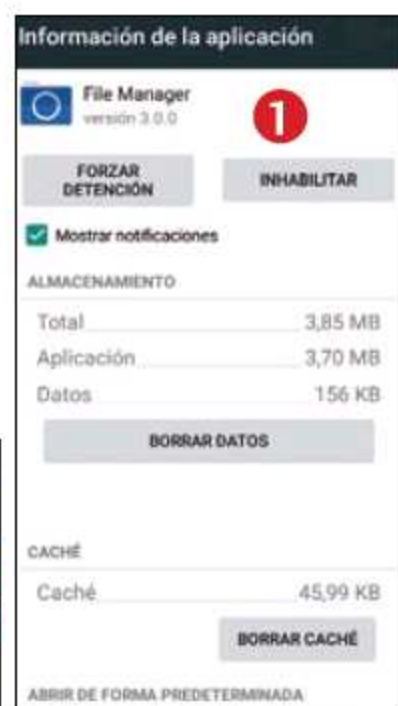 Información de la aplicación
File Manager
versión 3.0.0
1
FORZAR
DETENCIÓN
INHABILITAR
Mostrar notificaciones
ALMACENAMIENTO
Total 3,85 MB
Aplicación 3,70 MB
Datos 156 KB
BORRAR DATOS
CACHÉ
Caché 45,99 KB
BORRAR CACHÉ
ABRIR DE FORMA PREDETERMINADA